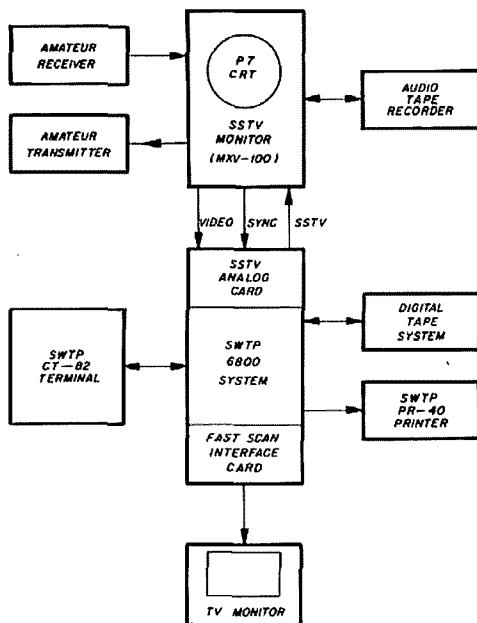 AMATEUR
RECEIVER
P7
CRT
AUDIO
TAPE
RECORDER
AMATEUR
TRANSMITTER
SSTV
MONITOR
(MXV-100)
VIDEO
SYNC
SSTV
SSTV
ANALOG
CARD
SWTP
CT-82
TERMINAL
SWTP
6800
SYSTEM
DIGITAL
TAPE
SYSTEM
SWTP
PR-40
PRINTER
FAST SCAN
INTERFACE
CARD
TV MONITOR